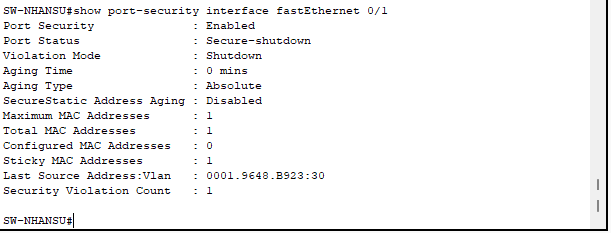 SW-NHANSU#show port-security interface fastEthernet 0/1
Port Security : Enabled
Port Status : Secure-shutdown
Violation Mode : Shutdown
Aging Time : 0 mins
Aging Type : Absolute
SecureStatic Address Aging : Disabled
Maximum MAC Addresses : 1
Total MAC Addresses : 1
Configured MAC Addresses : 0
Sticky MAC Addresses : 1
Last Source Address:Vlan : 0001.9648.B923:30
Security Violation Count : 1
SW-NHANSU#